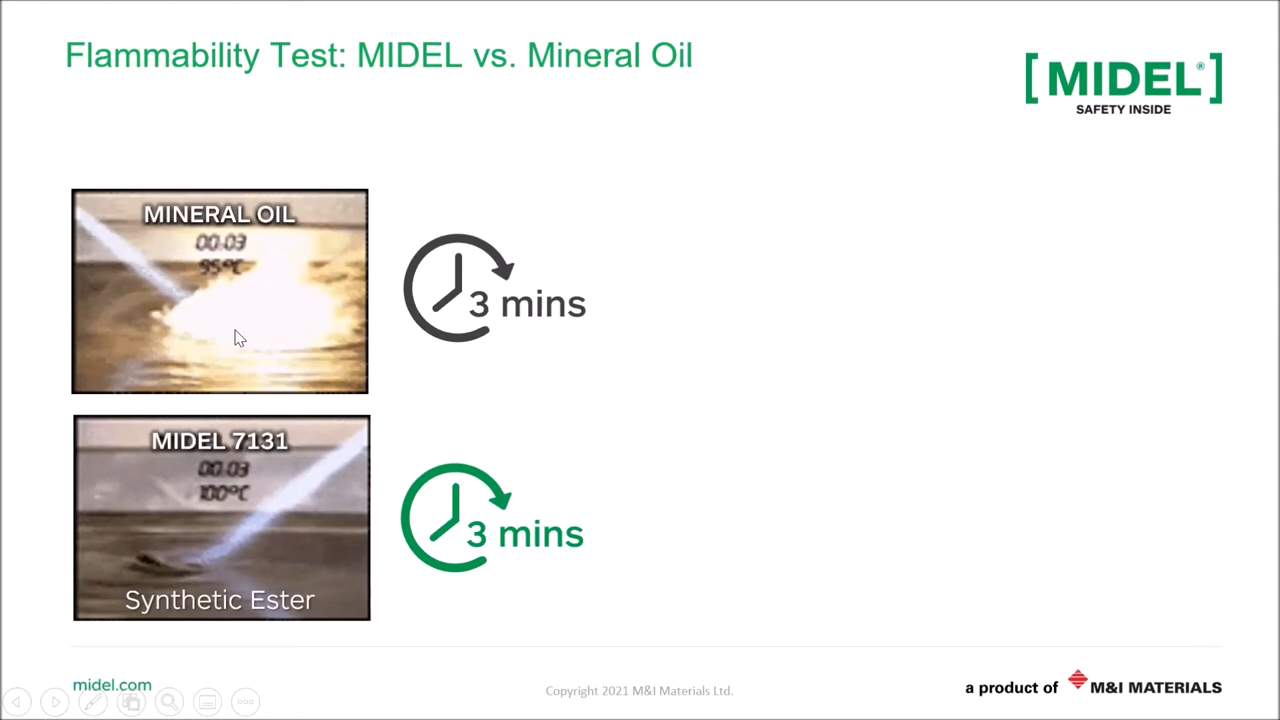 Flammability Test: MIDEL vs. Mineral Oil
[MIDEL®]
SAFETY INSIDE
MINERAL OIL
00:03
95°C
3 mins
MIDEL 7131
00:03
100°C
3 mins
Synthetic Ester
midel.com
Copyright 2021 M&I Materials Ltd.
a product of M&I MATERIALS